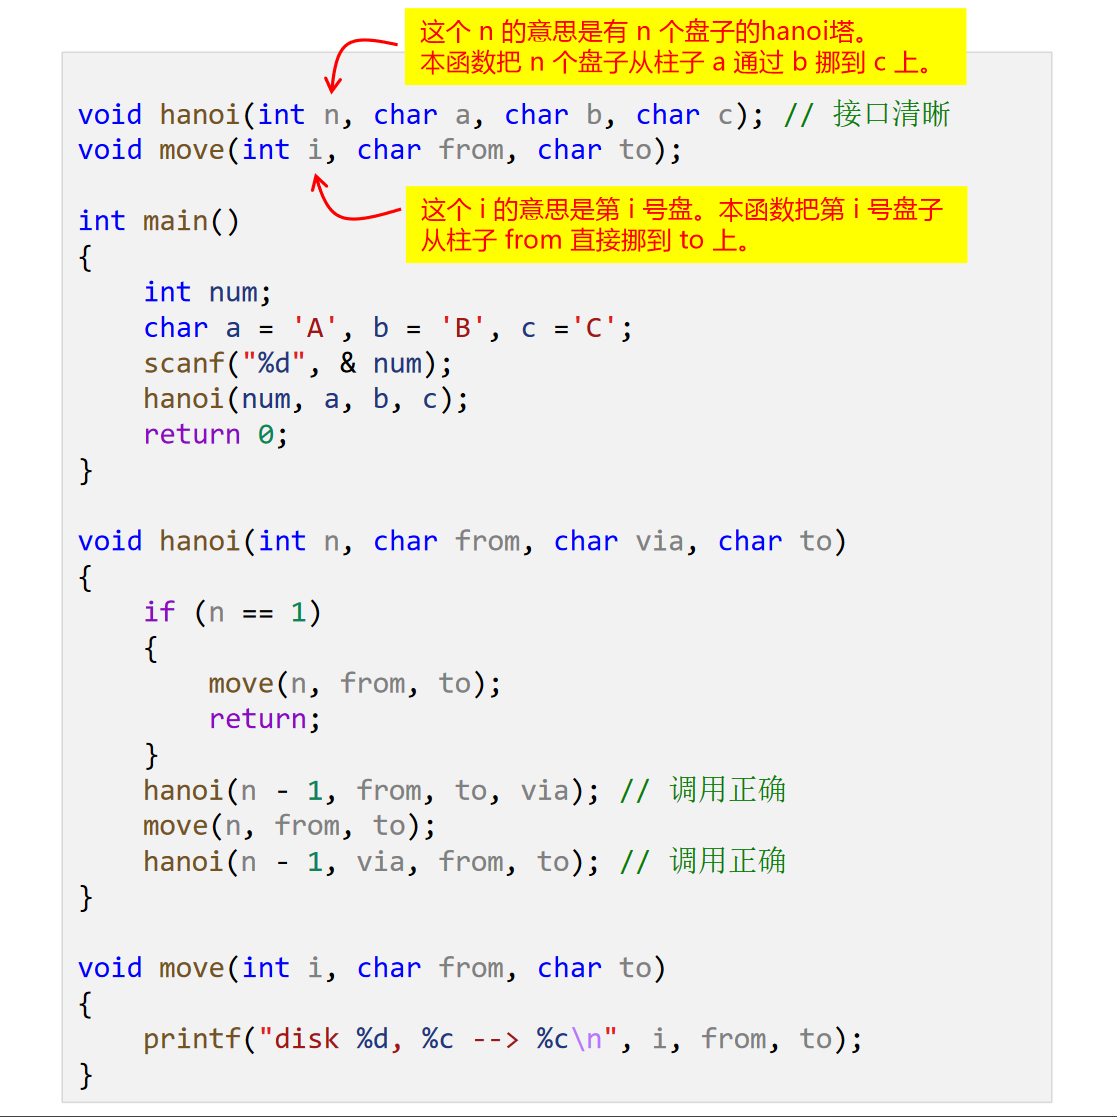 这个 n 的意思是有 n 个盘子的hanoi塔。
本函数把 n 个盘子从柱子 a 通过 b 挪到 c 上。
void hanoi(int n, char a, char b, char c); // 接口清晰
void move(int i, char from, char to);
这个 i 的意思是第 i 号盘。本函数把第 i 号盘子
从柱子 from 直接挪到 to 上。
int main()
{
    int num;
    char a = 'A', b = 'B', c ='C';
    scanf("%d", & num);
    hanoi(num, a, b, c);
    return 0;
}
void hanoi(int n, char from, char via, char to)
{
    if (n == 1)
    {
        move(n, from, to);
        return;
    }
    hanoi(n - 1, from, to, via); // 调用正确
    move(n, from, to);
    hanoi(n - 1, via, from, to); // 调用正确
}
void move(int i, char from, char to)
{
    printf("disk %d, %c --> %c\n", i, from, to);
}